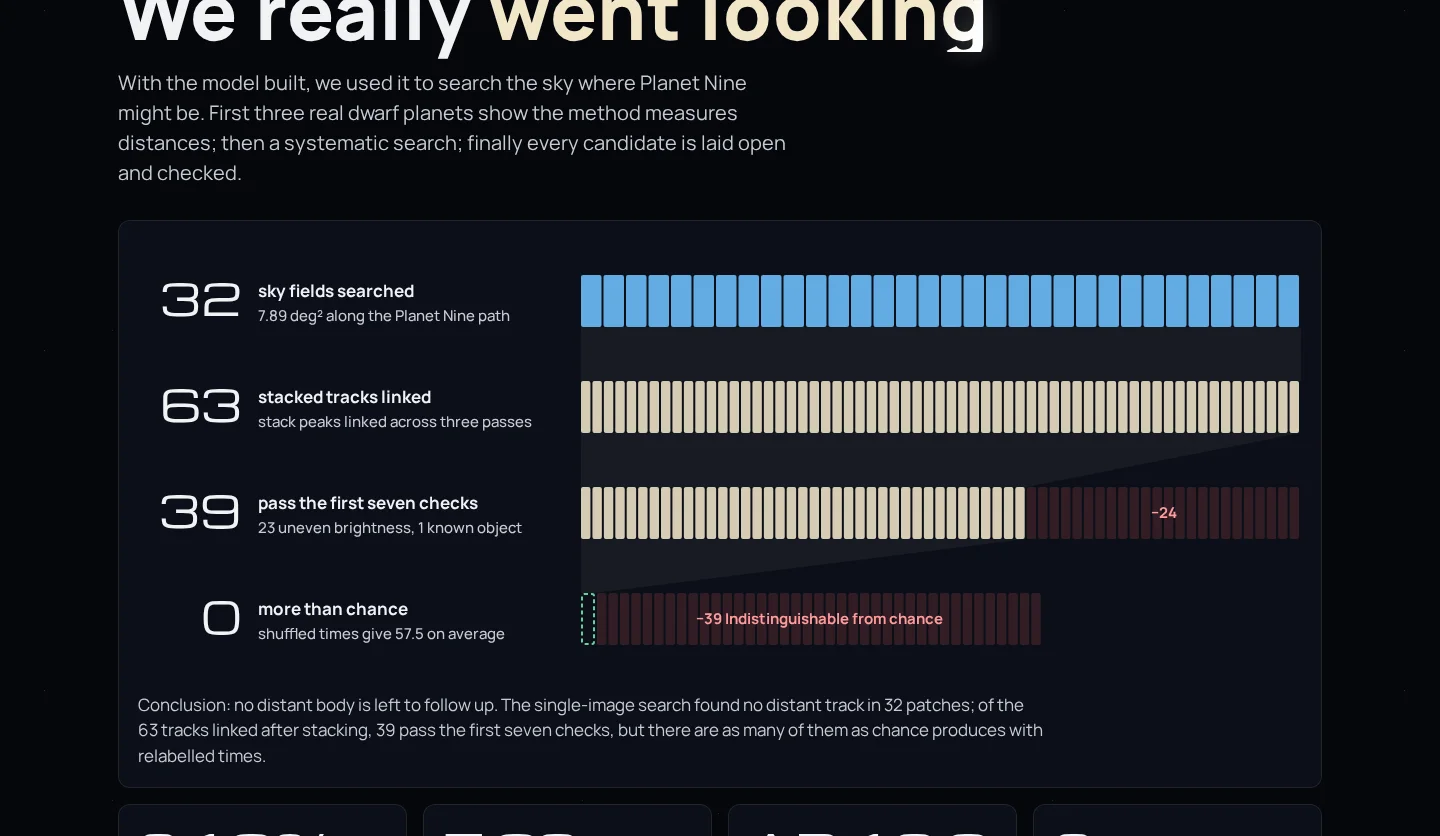 We really went looking
With the model built, we used it to search the sky where Planet Nine
might be. First three real dwarf planets show the method measures
distances; then a systematic search; finally every candidate is laid open
and checked.
32
sky fields searched
7.89 deg² along the Planet Nine path
63
stacked tracks linked
stack peaks linked across three passes
39
pass the first seven checks
23 uneven brightness, 1 known object
−24
0
more than chance
shuffled times give 57.5 on average
−39 Indistinguishable from chance
Conclusion: no distant body is left to follow up. The single-image search found no distant track in 32 patches; of the
63 tracks linked after stacking, 39 pass the first seven checks, but there are as many of them as chance produces with
relabelled times.